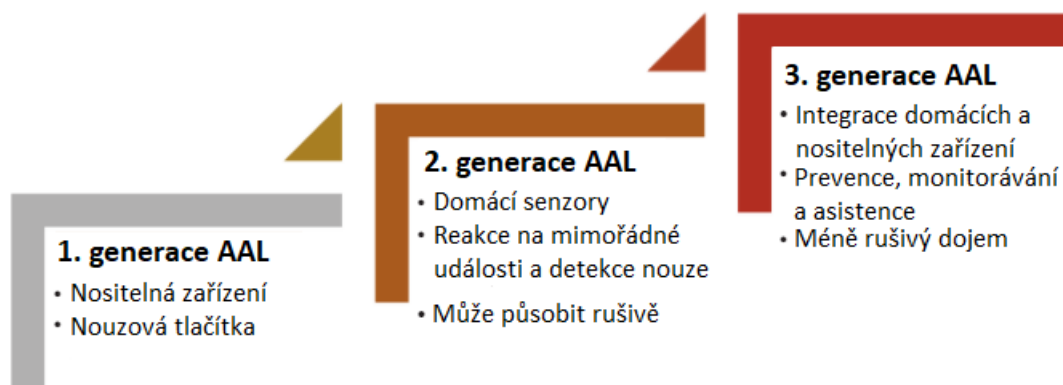 1. generace AAL
• Nositelná zařízení
• Nouzová tlačítka
2. generace AAL
• Domácí senzory
• Reakce na mimořádné
události a detekce nouze
• Může působit rušivě
3. generace AAL
• Integrace domácích a
nositelných zařízení
• Prevence, monitorávání
a asistence
• Méně rušivý dojem